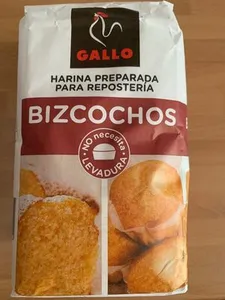 GALLO
HARINA PREPARADA
PARA REPOSTERÍA
BIZCOCHOS
NO necesita
LEVADURA